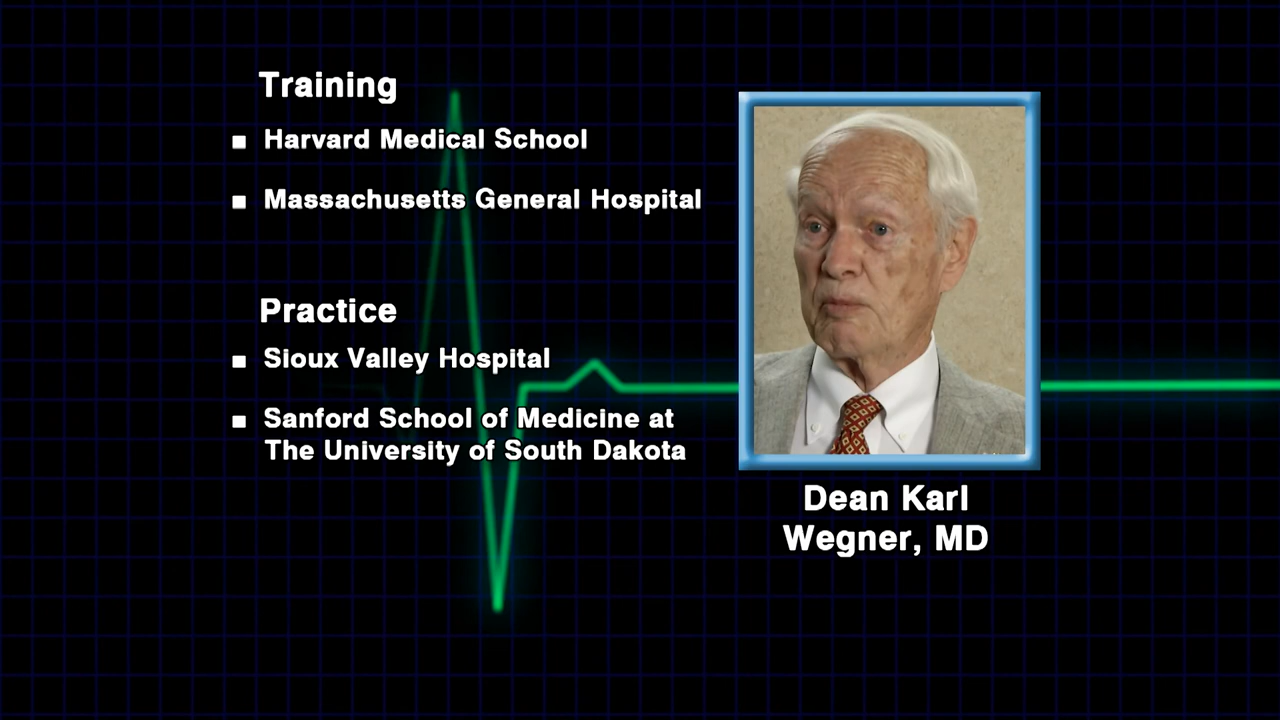 Training
Harvard Medical School
Massachusetts General Hospital
Practice
Sioux Valley Hospital
Sanford School of Medicine at
The University of South Dakota
Dean Karl
Wegner, MD